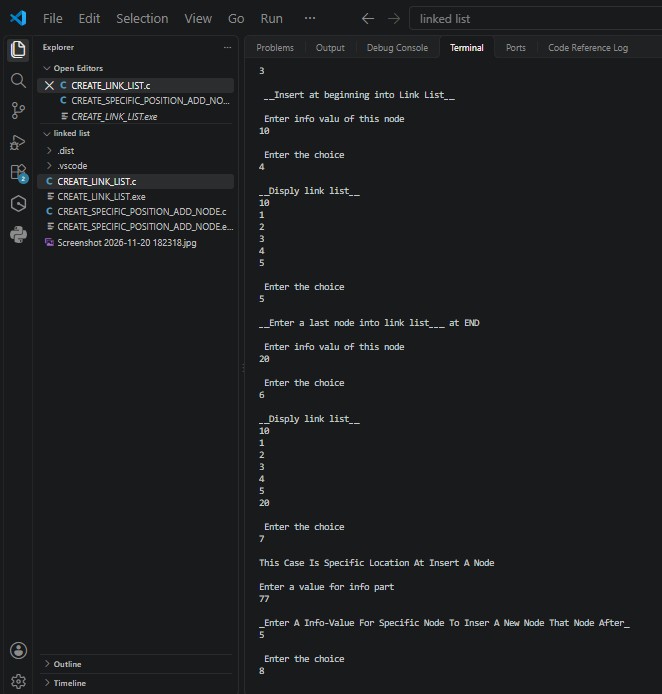 File Edit Selection View Go Run ··· linked list
Explorer ···
Open Editors
CREATE_LINK_LIST.c
CREATE_SPECIFIC_POSITION_ADD_NO...
CREATE_LINK_LIST.exe
linked list
.dist
.vscode
CREATE_LINK_LIST.c
CREATE_LINK_LIST.exe
CREATE_SPECIFIC_POSITION_ADD_NODE.c
CREATE_SPECIFIC_POSITION_ADD_NODE.e...
Screenshot 2026-11-20 182318.jpg
2
Outline
Timeline
Problems Output Debug Console Terminal Ports Code Reference Log
3
__Insert at beginning into Link List__
Enter info valu of this node
10
Enter the choice
4
__Disply link list__
10
1
2
3
4
5
Enter the choice
5
__Enter a last node into link list___ at END
Enter info valu of this node
20
Enter the choice
6
__Disply link list__
10
1
2
3
4
5
20
Enter the choice
7
This Case Is Specific Location At Insert A Node
Enter a value for info part
77
_Enter A Info-Value For Specific Node To Inser A New Node That Node After_
5
Enter the choice
8